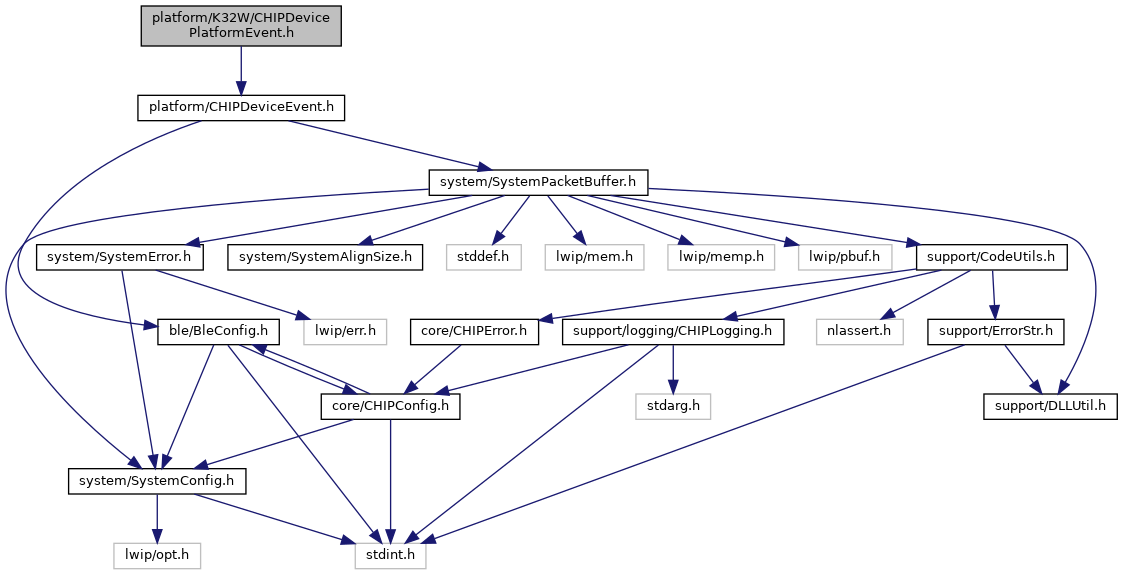 platform/K32W/CHIPDevice
PlatformEvent.h
platform/CHIPDeviceEvent.h
system/SystemPacketBuffer.h
system/SystemError.h
system/SystemAlignSize.h
stddef.h
lwip/mem.h
lwip/memp.h
lwip/pbuf.h
support/CodeUtils.h
ble/BleConfig.h
lwip/err.h
core/CHIPError.h
support/logging/CHIPLogging.h
nlassert.h
support/ErrorStr.h
core/CHIPConfig.h
stdarg.h
support/DLLUtil.h
system/SystemConfig.h
lwip/opt.h
stdint.h